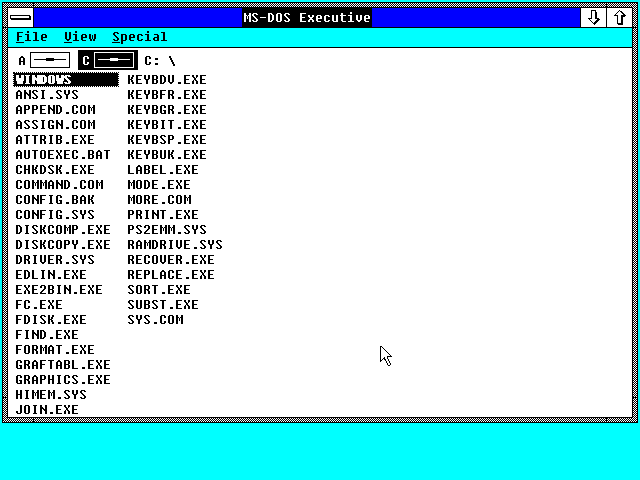 MS-DOS Executive
File View Special
A C C: \
WINDOWS KEYBDV.EXE
ANSI.SYS KEYBFR.EXE
APPEND.COM KEYBGR.EXE
ASSIGN.COM KEYBIT.EXE
ATTRIB.EXE KEYBSP.EXE
AUTOEXEC.BAT KEYBUK.EXE
CHKDSK.EXE LABEL.EXE
COMMAND.COM MODE.EXE
CONFIG.BAK MORE.COM
CONFIG.SYS PRINT.EXE
DISKCOMP.EXE PS2EMM.SYS
DISKCOPY.EXE RAMDRIVE.SYS
DRIVER.SYS RECOVER.EXE
EDLIN.EXE REPLACE.EXE
EXE2BIN.EXE SORT.EXE
FC.EXE SUBST.EXE
FDISK.EXE SYS.COM
FIND.EXE
FORMAT.EXE
GRAFTABL.EXE
GRAPHICS.EXE
HIMEM.SYS
JOIN.EXE